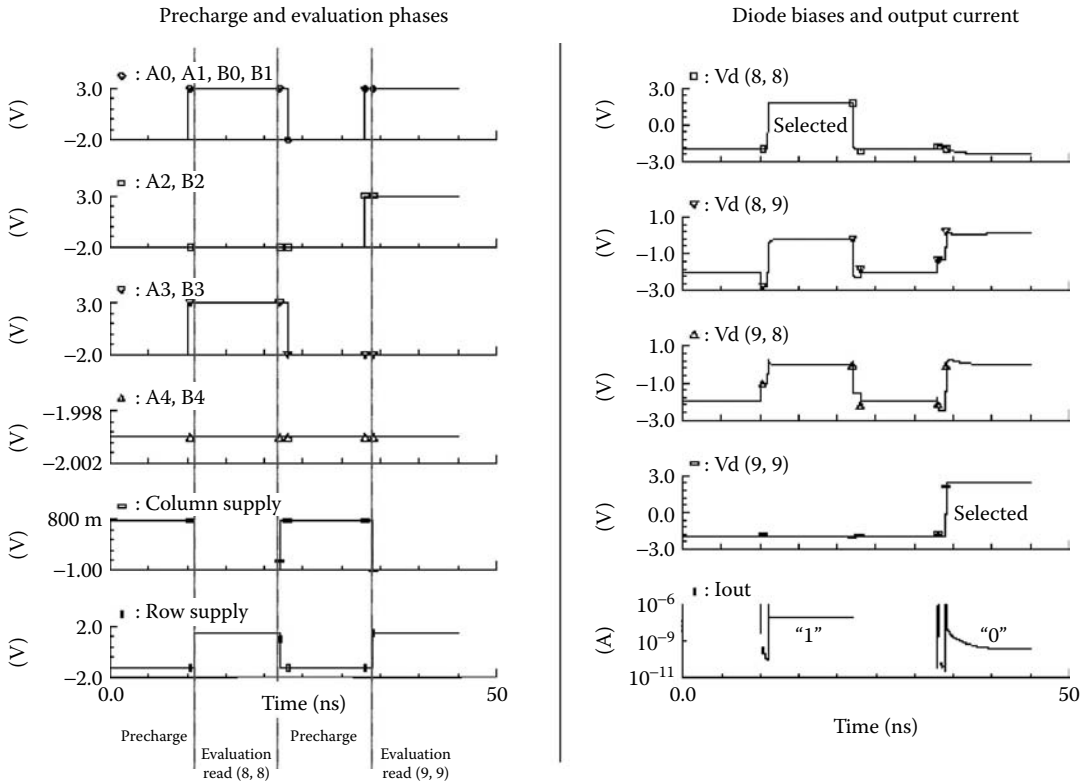 Precharge and evaluation phases
: A0, A1, B0, B1
(V)
3.0
−2.0
: A2, B2
(V)
3.0
−2.0
: A3, B3
(V)
3.0
−2.0
: A4, B4
(V)
−1.998
−2.002
: Column supply
(V)
800 m
−1.00
: Row supply
(V)
2.0
−2.0
0.0
50
Time (ns)
Precharge
Precharge
Evaluation
read (8, 8)
Evaluation
read (9, 9)
Diode biases and output current
: Vd (8, 8)
(V)
3.0
0.0
−3.0
Selected
: Vd (8, 9)
(V)
1.0
−1.0
−3.0
: Vd (9, 8)
(V)
1.0
−1.0
−3.0
: Vd (9, 9)
(V)
3.0
0.0
−3.0
Selected
: Iout
(A)
10−6
10−9
10−11
“1”
“0”
0.0
50
Time (ns)